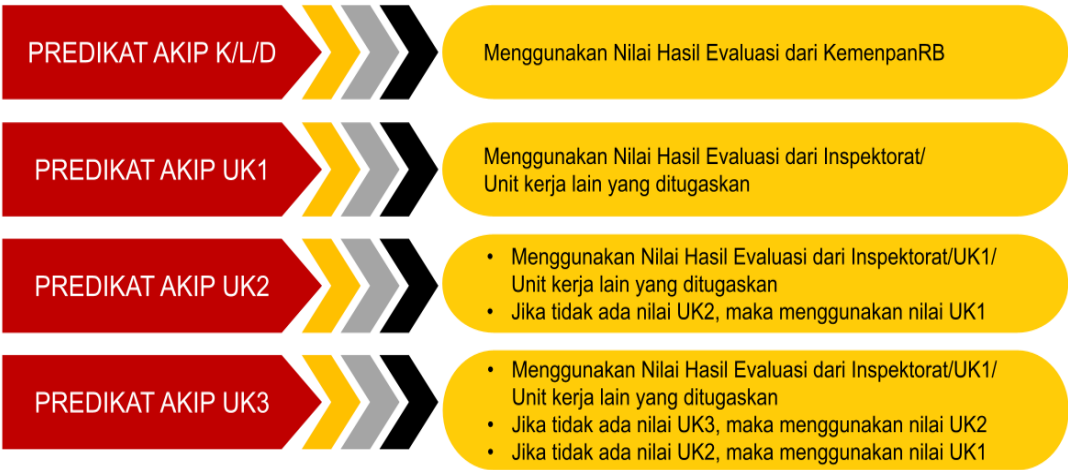 PREDIKAT AKIP K/L/D
Menggunakan Nilai Hasil Evaluasi dari KemenpanRB
PREDIKAT AKIP UK1
Menggunakan Nilai Hasil Evaluasi dari Inspektorat/
Unit kerja lain yang ditugaskan
PREDIKAT AKIP UK2
• Menggunakan Nilai Hasil Evaluasi dari Inspektorat/UK1/
Unit kerja lain yang ditugaskan
• Jika tidak ada nilai UK2, maka menggunakan nilai UK1
PREDIKAT AKIP UK3
• Menggunakan Nilai Hasil Evaluasi dari Inspektorat/UK1/
Unit kerja lain yang ditugaskan
• Jika tidak ada nilai UK3, maka menggunakan nilai UK2
• Jika tidak ada nilai UK2, maka menggunakan nilai UK1